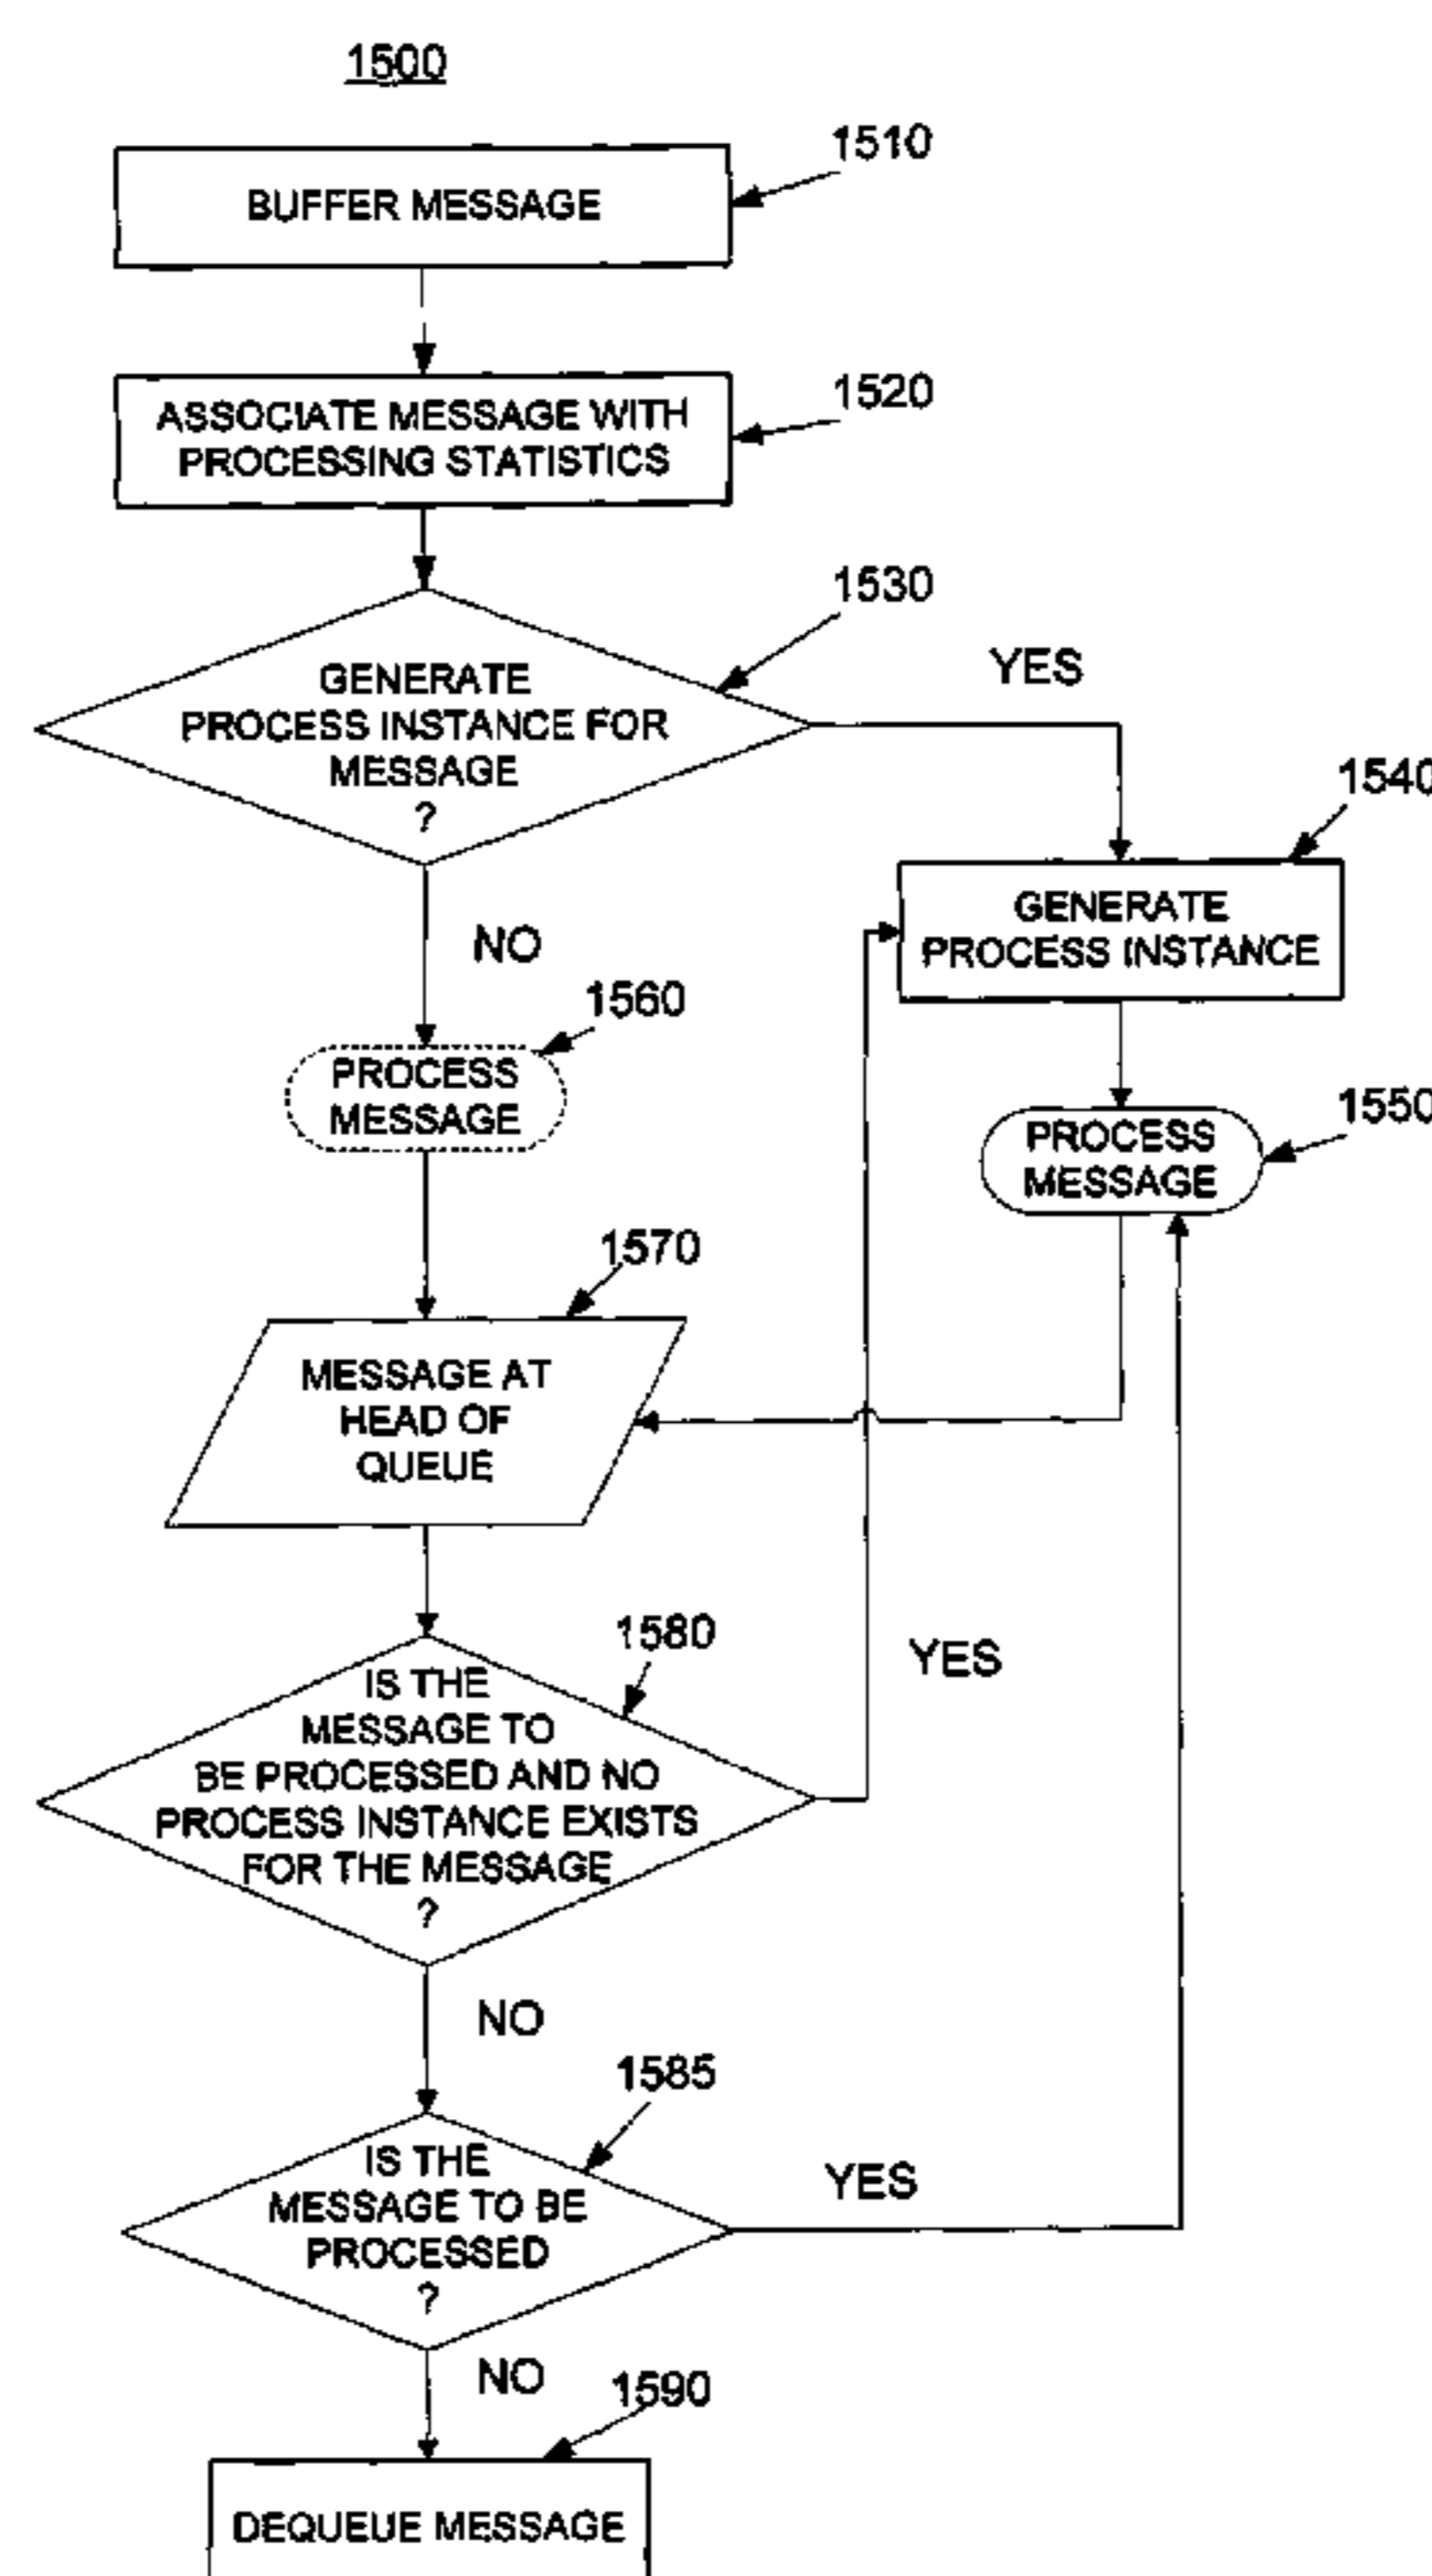 1500
1510
BUFFER MESSAGE
1520
ASSOCIATE MESSAGE WITH
PROCESSING STATISTICS
1530
GENERATE
PROCESS INSTANCE FOR
MESSAGE
?
YES
1540
GENERATE
PROCESS INSTANCE
NO
1560
PROCESS
MESSAGE
1550
PROCESS
MESSAGE
1570
MESSAGE AT
HEAD OF
QUEUE
1580
IS THE
MESSAGE TO
BE PROCESSED AND NO
PROCESS INSTANCE EXISTS
FOR THE MESSAGE
?
YES
NO
1585
IS THE
MESSAGE TO BE
PROCESSED
?
YES
NO
1590
DEQUEUE MESSAGE